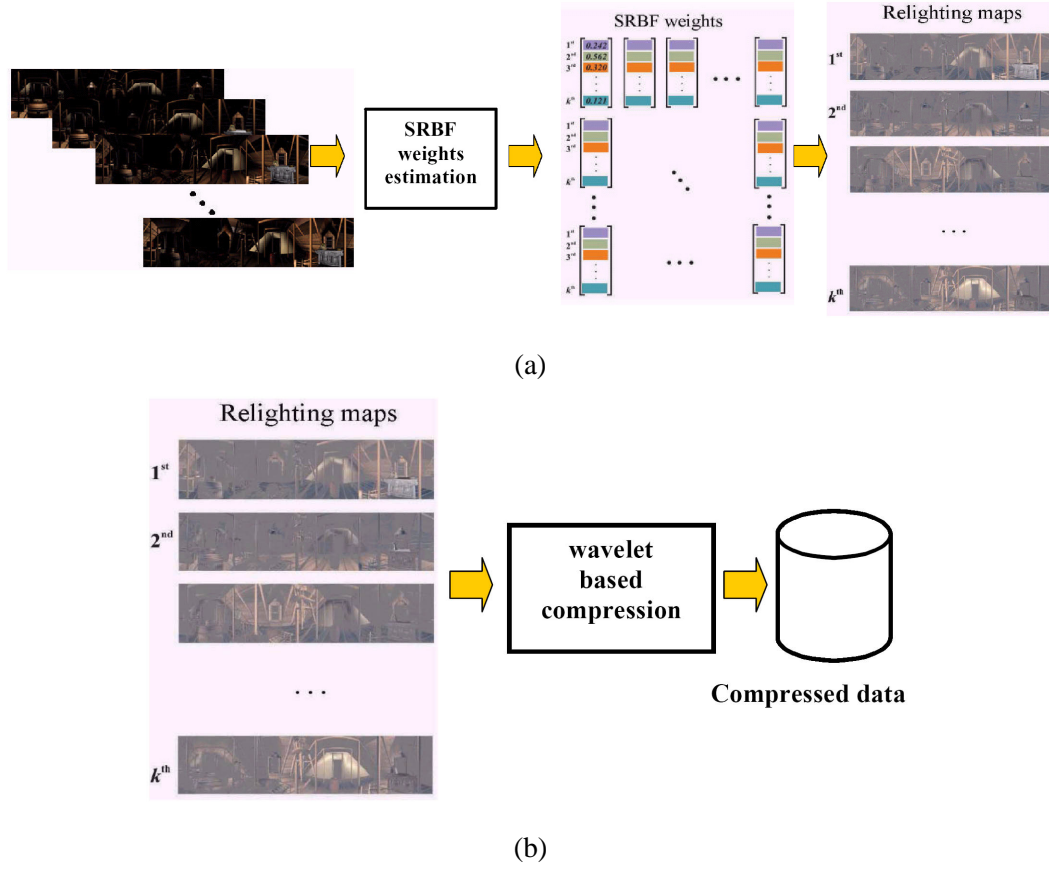 SRBF weights
Relighting maps
SRBF
weights
estimation
1st 0.242
2nd 0.562
3rd 0.320
kth 0.121
1st
2nd
3rd
kth
1st
2nd
3rd
kth
1st
2nd
...
kth
(a)
Relighting maps
1st
2nd
...
kth
wavelet
based
compression
Compressed data
(b)